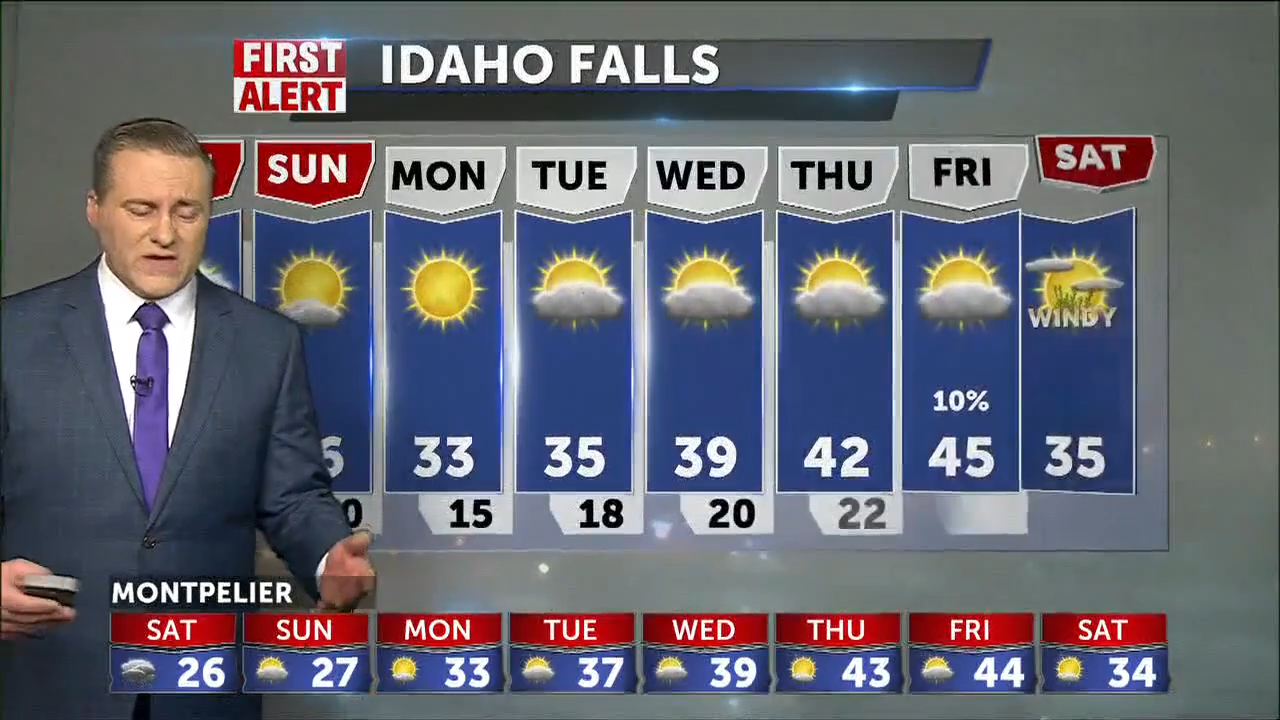 FIRST
ALERT
IDAHO FALLS
SUN MON TUE WED THU FRI SAT
WINDY
10%
33 35 39 42 45 35
15 18 20 22
MONTPELIER
SAT SUN MON TUE WED THU FRI SAT
26 27 33 37 39 43 44 34